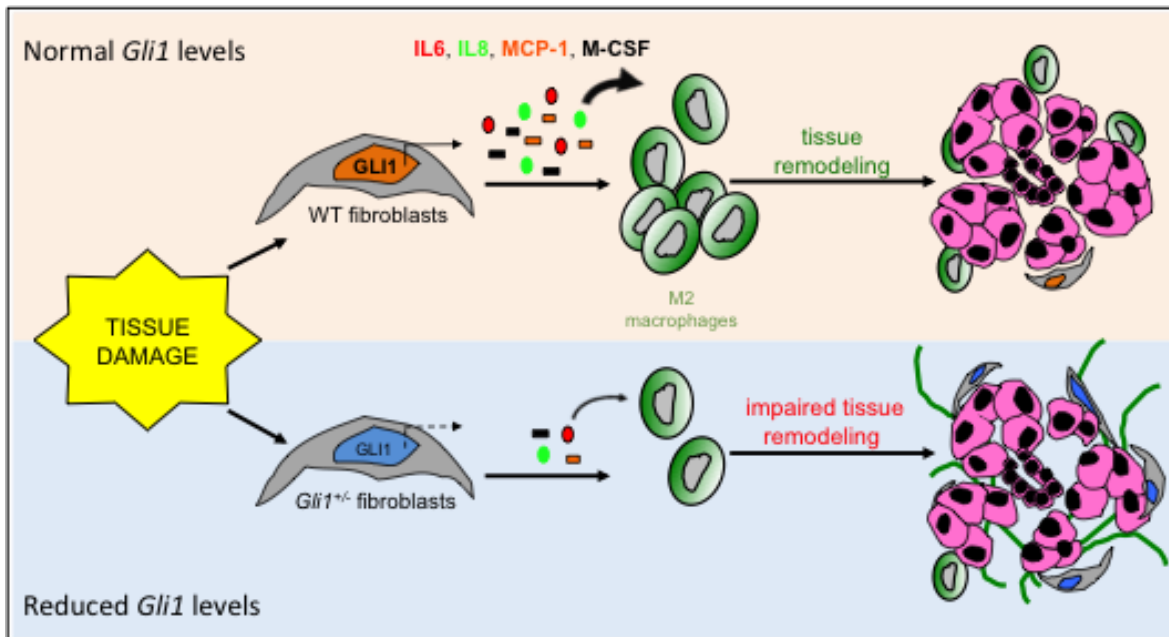 Normal Gli1 levels
IL6, IL8, MCP-1, M-CSF
GLI1
WT fibroblasts
tissue
remodeling
M2
macrophages
TISSUE
DAMAGE
GLI1
Gli1+/- fibroblasts
impaired tissue
remodeling
Reduced Gli1 levels